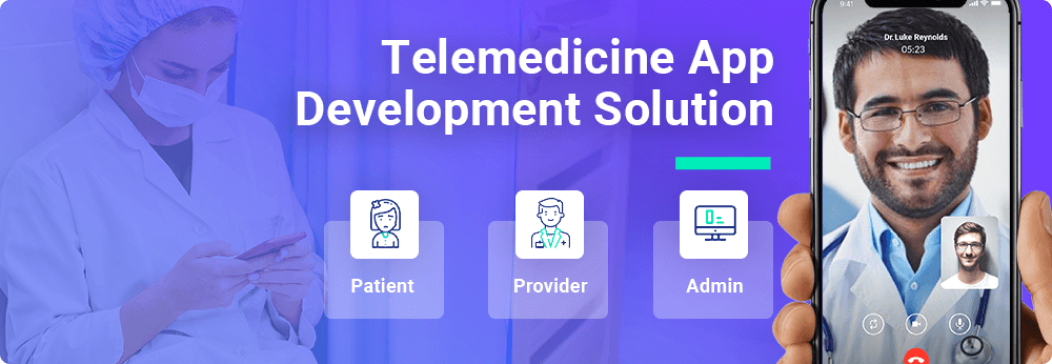 Telemedicine App
Development Solution
Patient
Provider
Admin
9:41
Dr.Luke Reynolds
05:23